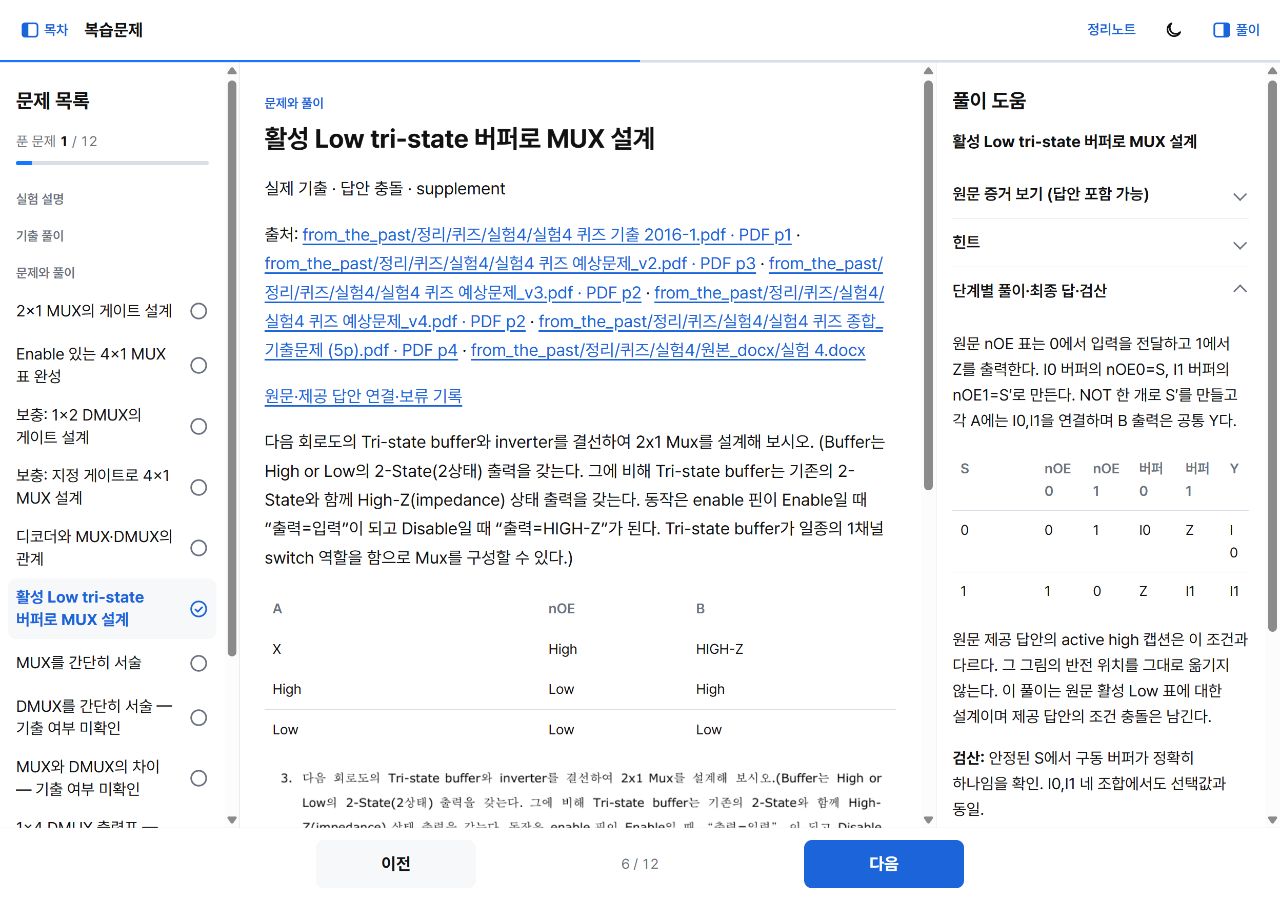 목차 복습문제 정리노트 풀이
문제 목록
푼 문제 1 / 12
실험 설명
기출 풀이
문제와 풀이
2×1 MUX의 게이트 설계
Enable 있는 4×1 MUX
표 완성
보충: 1×2 DMUX의
게이트 설계
보충: 지정 게이트로 4×1
MUX 설계
디코더와 MUX·DMUX의
관계
활성 Low tri-state
버퍼로 MUX 설계
MUX를 간단히 서술
DMUX를 간단히 서술 —
기출 여부 미확인
MUX와 DMUX의 차이
— 기출 여부 미확인
1×4 DMUX 출력표 —
문제와 풀이
활성 Low tri-state 버퍼로 MUX 설계
실제 기출 · 답안 충돌 · supplement
출처: from_the_past/정리/퀴즈/실험4/실험4 퀴즈 기출 2016-1.pdf · PDF p1 ·
from_the_past/정리/퀴즈/실험4/실험4 퀴즈 예상문제_v2.pdf · PDF p3 · from_the_past/
정리/퀴즈/실험4/실험4 퀴즈 예상문제_v3.pdf · PDF p2 · from_the_past/정리/퀴즈/실험4/
실험4 퀴즈 예상문제_v4.pdf · PDF p2 · from_the_past/정리/퀴즈/실험4/실험4 퀴즈 종합_
기출문제 (5p).pdf · PDF p4 · from_the_past/정리/퀴즈/실험4/원본_docx/실험 4.docx
원문·제공 답안 연결·보류 기록
다음 회로도의 Tri-state buffer와 inverter를 결선하여 2x1 Mux를 설계해 보시오. (Buffer는
High or Low의 2-State(2상태) 출력을 갖는다. 그에 비해 Tri-state buffer는 기존의 2-
State와 함께 High-Z(impedance) 상태 출력을 갖는다. 동작은 enable 핀이 Enable일 때
“출력=입력”이 되고 Disable일 때 “출력=HIGH-Z”가 된다. Tri-state buffer가 일종의 1채널
switch 역할을 함으로 Mux를 구성할 수 있다.)
A nOE B
X High HIGH-Z
High Low High
Low Low Low
3. 다음 회로도의 Tri-state buffer와 inverter를 결선하여 2x1 Mux를 설계해 보시오.(Buffer는 High or
Low의 2-State(2상태) 출력을 갖는다. 그에 비해 Tri-state buffer는 기존의 2-State와 함께 High-
Z(impedance) 상태 출력을 갖는다. 동작은 enable 핀이 Enable일 때, “출력=입력” 이 되고 Disable
풀이 도움
활성 Low tri-state 버퍼로 MUX 설계
원문 증거 보기 (답안 포함 가능)
힌트
단계별 풀이·최종 답·검산
원문 nOE 표는 0에서 입력을 전달하고 1에서
Z를 출력한다. I0 버퍼의 nOE0=S, I1 버퍼의
nOE1=S′로 만든다. NOT 한 개로 S′를 만들고
각 A에는 I0,I1을 연결하며 B 출력은 공통 Y다.
S nOE nOE 버퍼 버퍼 Y
0 1 0 1
0 0 1 I0 Z I
0
1 1 0 Z I1 I1
원문 제공 답안의 active high 캡션은 이 조건과
다르다. 그 그림의 반전 위치를 그대로 옮기지
않는다. 이 풀이는 원문 활성 Low 표에 대한
설계이며 제공 답안의 조건 충돌은 남긴다.
검산: 안정된 S에서 구동 버퍼가 정확히
하나임을 확인. I0,I1 네 조합에서도 선택값과
동일.
이전 6 / 12 다음